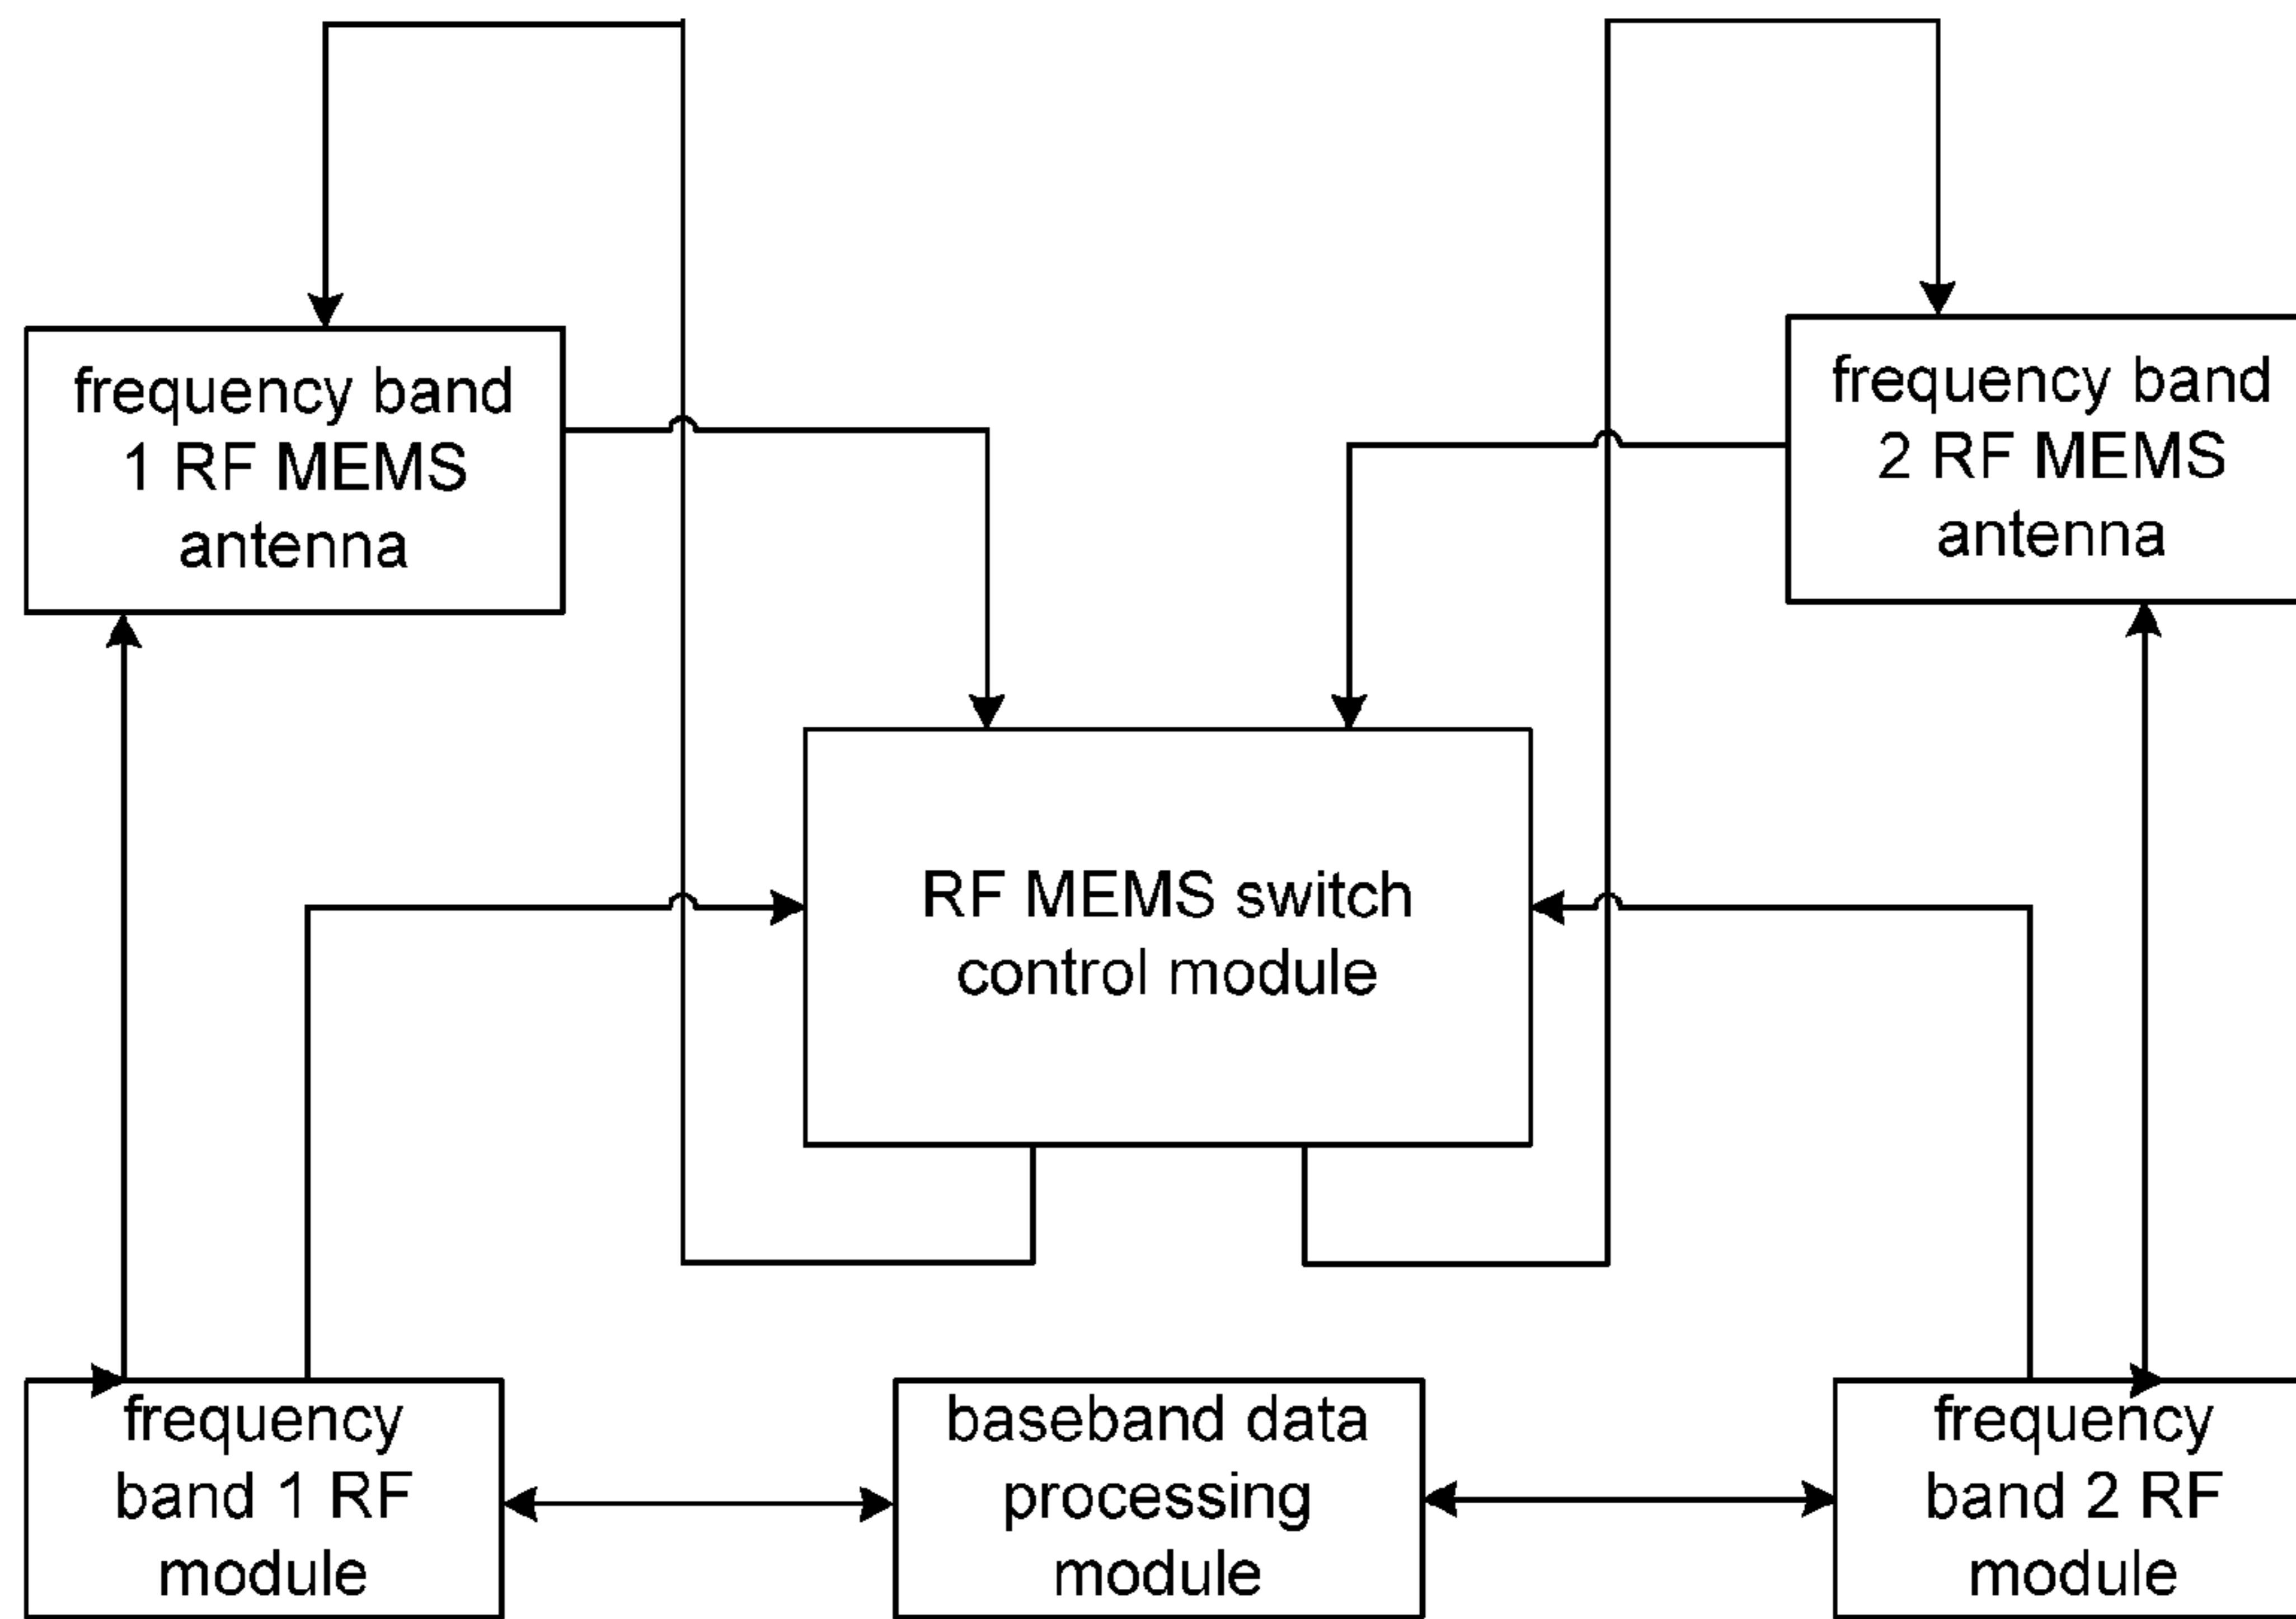 frequency band
1 RF MEMS
antenna
frequency band
2 RF MEMS
antenna
RF MEMS switch
control module
frequency
band 1 RF
module
baseband data
processing
module
frequency
band 2 RF
module